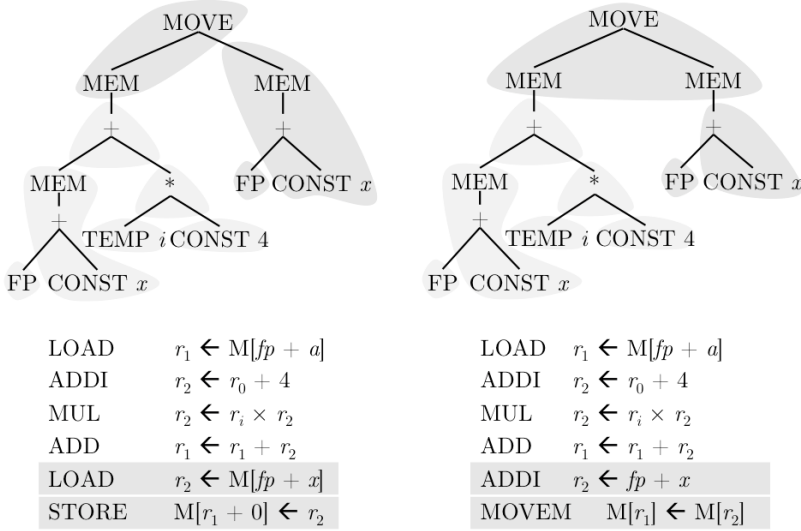 MOVE
MEM MEM
+ +
MEM * FP CONST x
+ TEMP i CONST 4
FP CONST x
LOAD r₁ ← M[fp + a]
ADDI r₂ ← r₀ + 4
MUL r₂ ← rᵢ × r₂
ADD r₁ ← r₁ + r₂
LOAD r₂ ← M[fp + x]
STORE M[r₁ + 0] ← r₂
MOVE
MEM MEM
+ +
MEM * FP CONST x
+ TEMP i CONST 4
FP CONST x
LOAD r₁ ← M[fp + a]
ADDI r₂ ← r₀ + 4
MUL r₂ ← rᵢ × r₂
ADD r₁ ← r₁ + r₂
ADDI r₂ ← fp + x
MOVEM M[r₁] ← M[r₂]